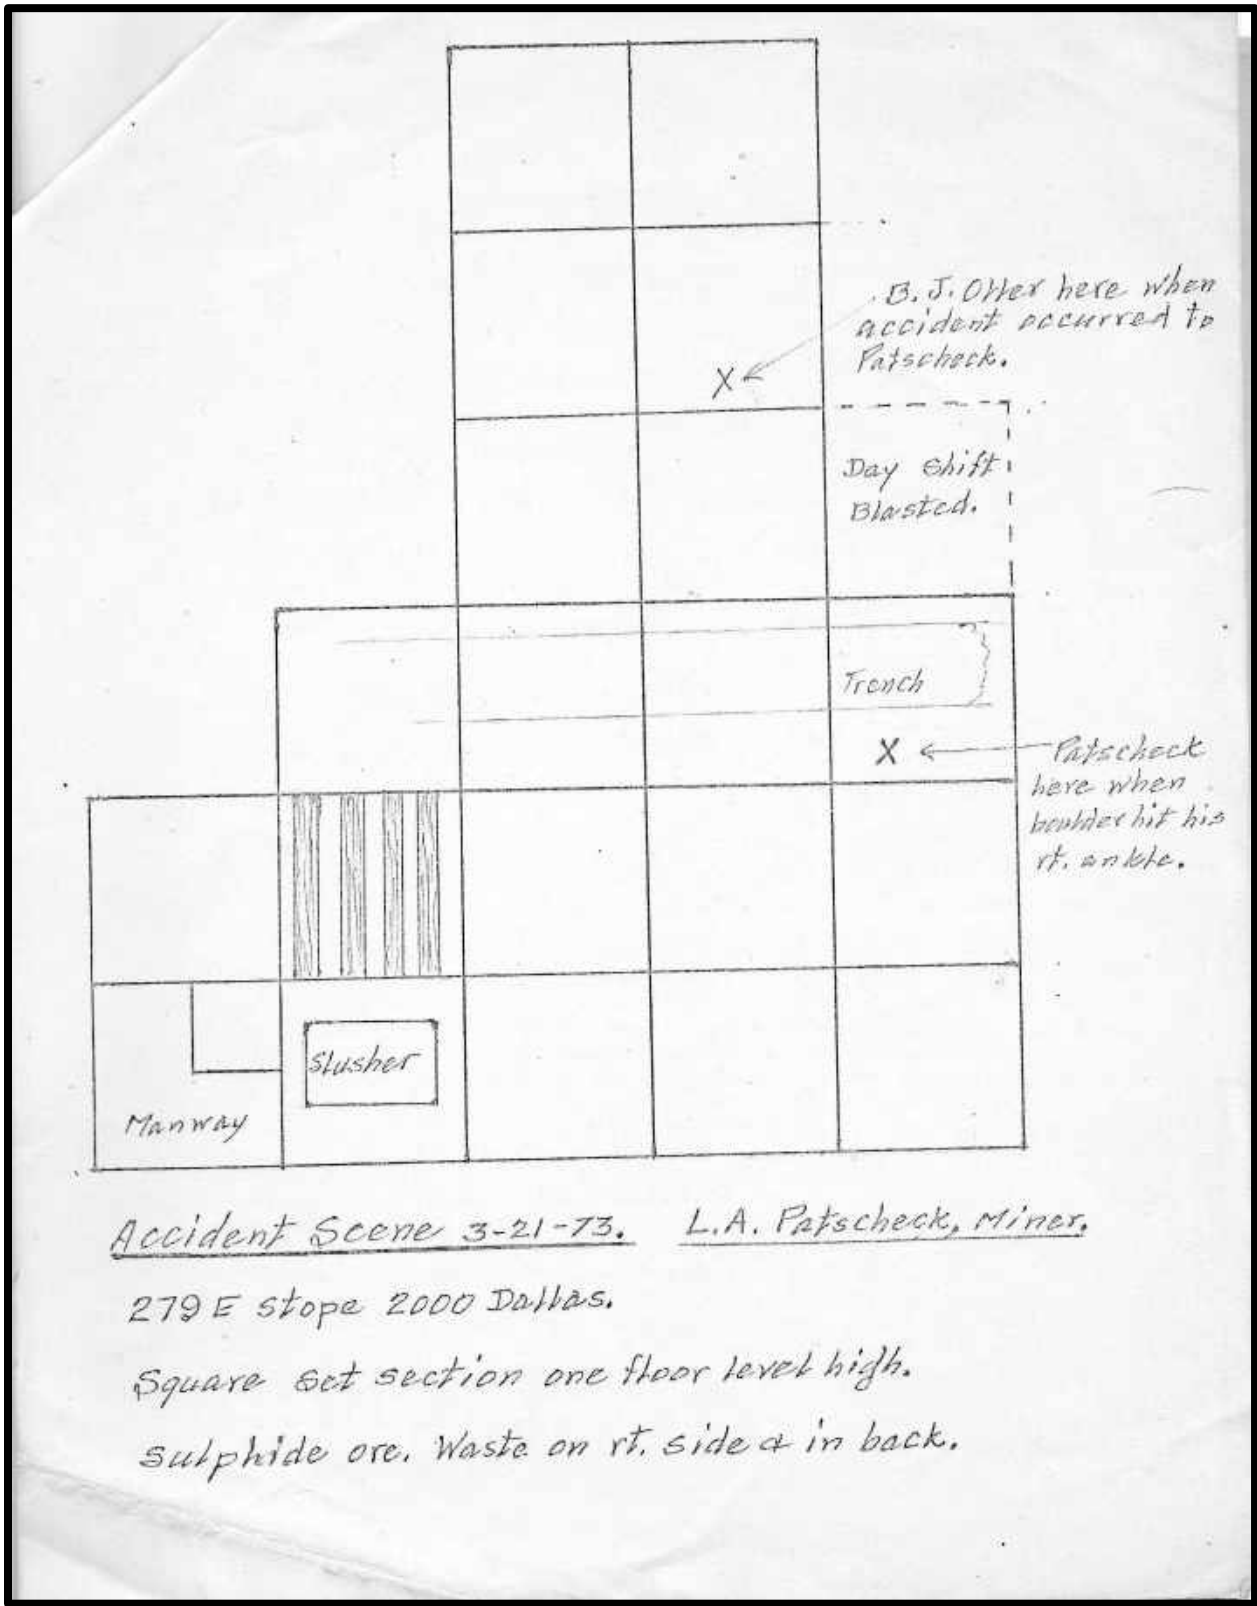 B. J. Otter here when
accident occurred to
Patscheck.
X
Day Shift
Blasted.
Trench
X
Patscheck
here when
boulder hit his
rt. ankle.
Slusher
Manway
Accident Scene 3-21-73. L.A. Patscheck, Miner.
279 E stope 2000 Dallas.
Square set section one floor level high.
Sulphide ore. Waste on rt. side & in back.